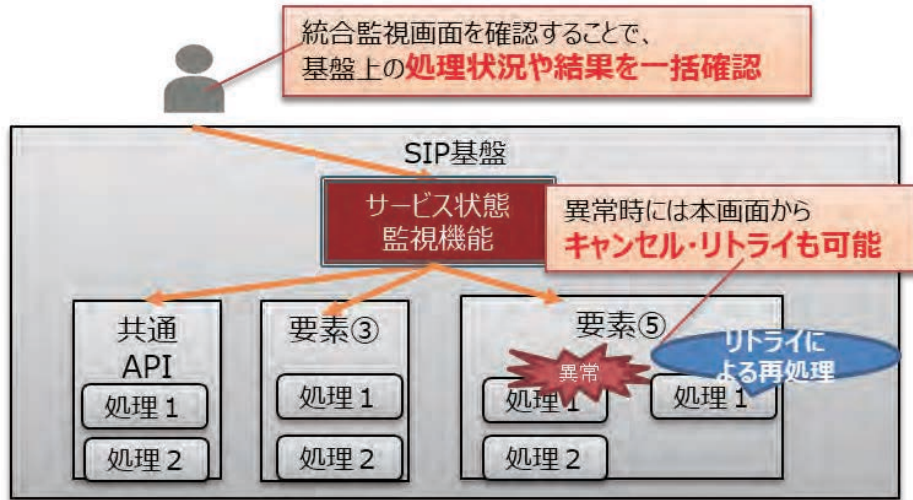 統合監視画面を確認することで、
基盤上の処理状況や結果を一括確認
SIP基盤
サービス状態
監視機能
異常時には本画面から
キャンセル・リトライも可能
共通
API
処理1
処理2
要素③
処理1
処理2
要素⑤
異常
処理1
処理2
リトライに
よる再処理
処理1